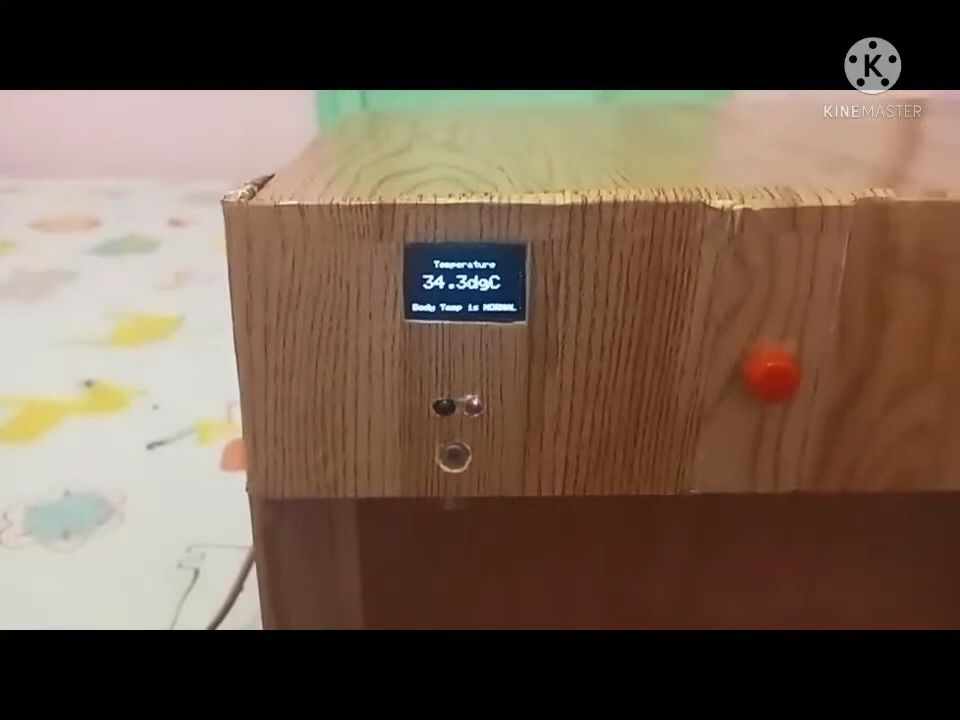 K
KINEMASTER
Temperature
34.3dgC
Body Temp is NORMAL